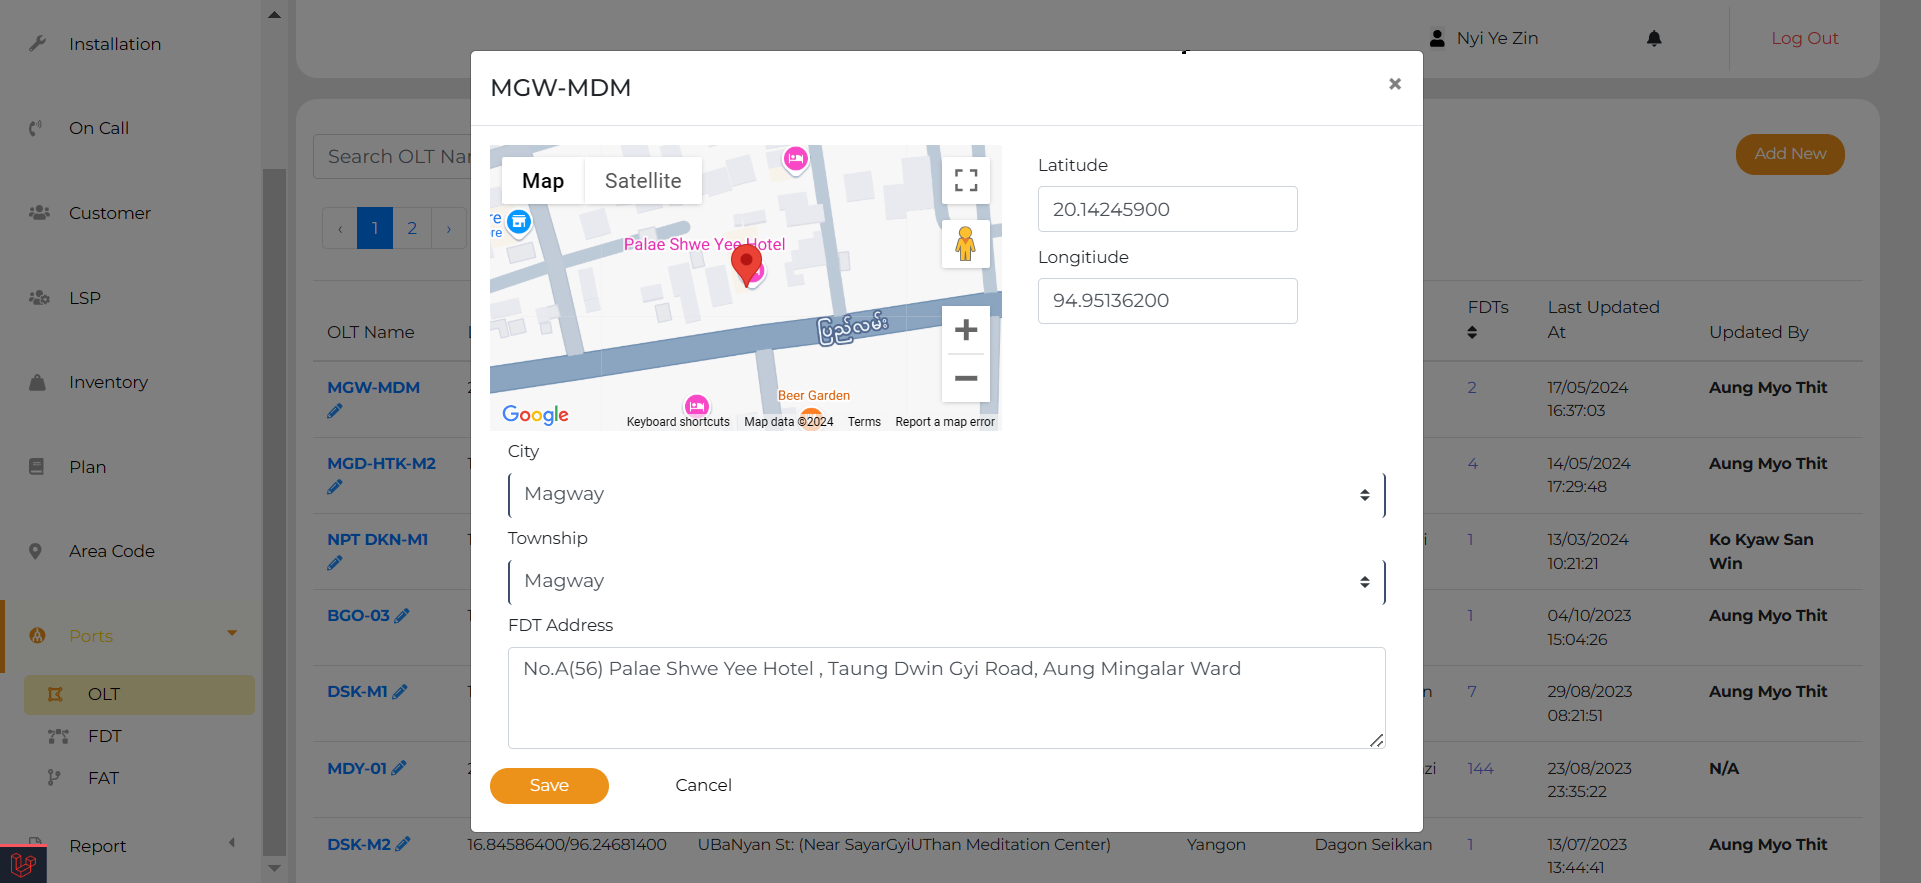 Installation
On Call
Customer
LSP
Inventory
Plan
Area Code
Ports
OLT
FDT
FAT
Report
Nyi Ye Zin
Log Out
Search OLT
Add New
‹ 1 2 ›
OLT Name
FDTs
Last Updated At
Updated By
MGW-MDM
2
17/05/2024 16:37:03
Aung Myo Thit
MGD-HTK-M2
4
14/05/2024 17:29:48
Aung Myo Thit
NPT DKN-M1
1
13/03/2024 10:21:21
Ko Kyaw San Win
BGO-03
1
04/10/2023 15:04:26
Aung Myo Thit
DSK-M1
7
29/08/2023 08:21:51
Aung Myo Thit
MDY-01
144
23/08/2023 23:35:22
N/A
DSK-M2
16.84586400/96.24681400
UBaNyan St: (Near SayarGyiUThan Meditation Center)
Yangon
Dagon Seikkan
1
13/07/2023 13:44:41
Aung Myo Thit
MGW-MDM
×
Map
Satellite
Palae Shwe Yee Hotel
ပြည်လမ်း
Beer Garden
Google
Keyboard shortcuts
Map data ©2024
Terms
Report a map error
Latitude
20.14245900
Longitiude
94.95136200
City
Magway
Township
Magway
FDT Address
No.A(56) Palae Shwe Yee Hotel , Taung Dwin Gyi Road, Aung Mingalar Ward
Save
Cancel